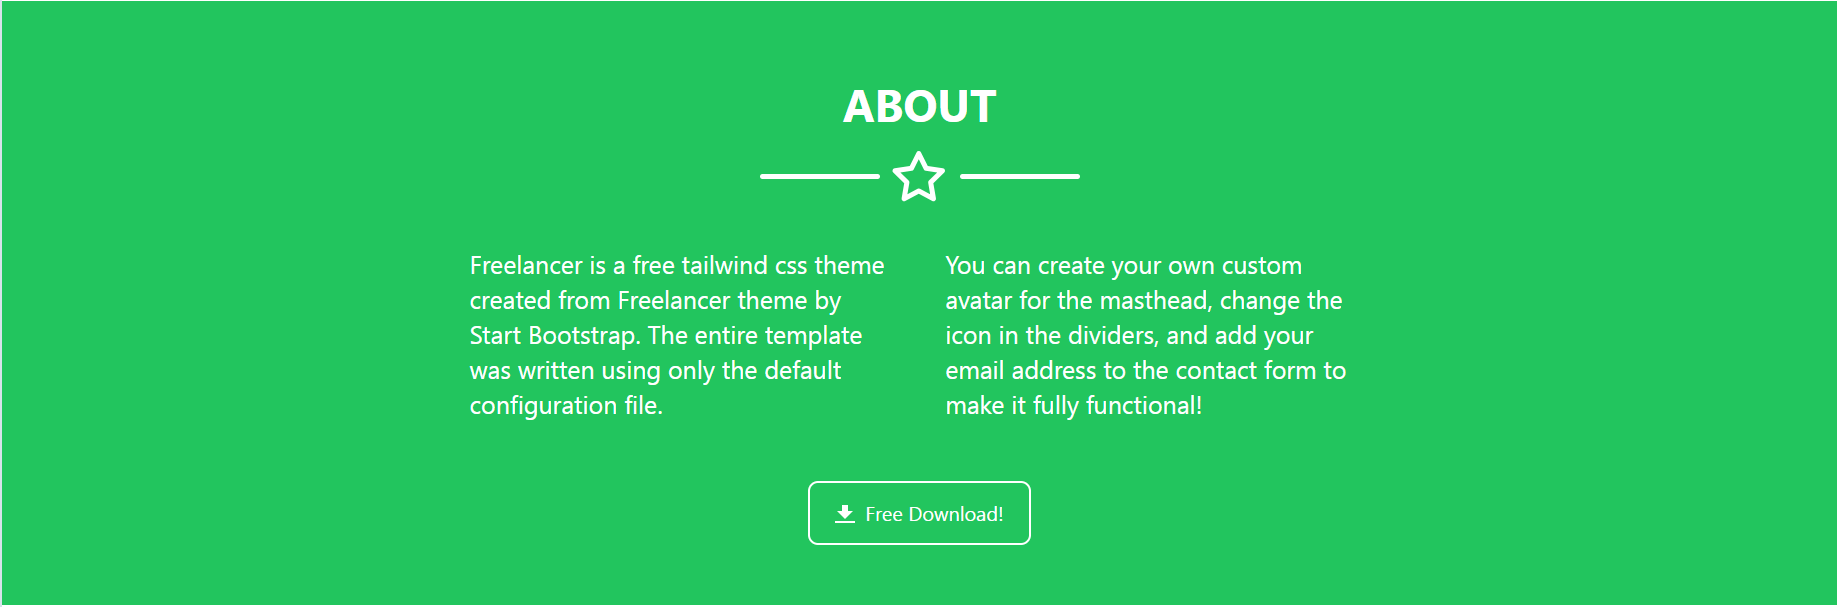 ABOUT
Freelancer is a free tailwind css theme
created from Freelancer theme by
Start Bootstrap. The entire template
was written using only the default
configuration file.
You can create your own custom
avatar for the masthead, change the
icon in the dividers, and add your
email address to the contact form to
make it fully functional!
Free Download!